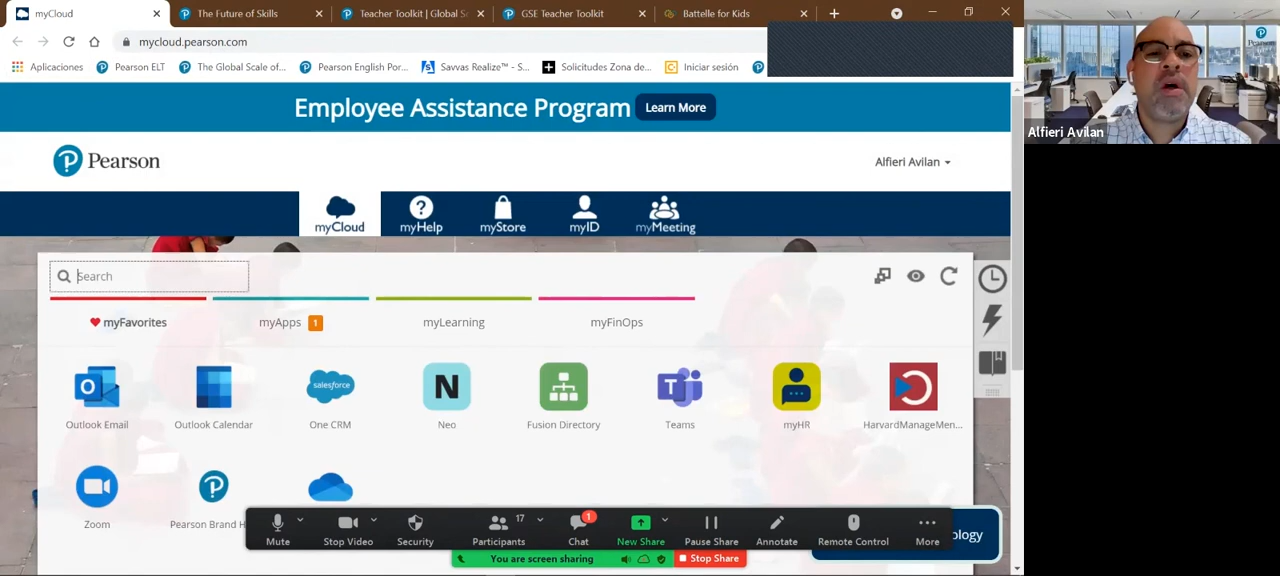 myCloud
The Future of Skills
Teacher Toolkit | Global Sc
GSE Teacher Toolkit
Battelle for Kids
mycloud.pearson.com
Aplicaciones
Pearson ELT
The Global Scale of...
Pearson English Por...
Savvas Realize™ - S...
Solicitudes Zona de...
Iniciar sesión
Employee Assistance Program
Learn More
Pearson
Alfieri Avilan
myCloud
myHelp
myStore
myID
myMeeting
Search
myFavorites
myApps 1
myLearning
myFinOps
Outlook Email
Outlook Calendar
salesforce
One CRM
N
Neo
Fusion Directory
T
Teams
myHR
HarvardManageMen...
Zoom
Pearson Brand H
ology
Mute
Stop Video
Security
17
Participants
1
Chat
New Share
Pause Share
Annotate
Remote Control
More
You are screen sharing
Stop Share
Pearson
Alfieri Avilan